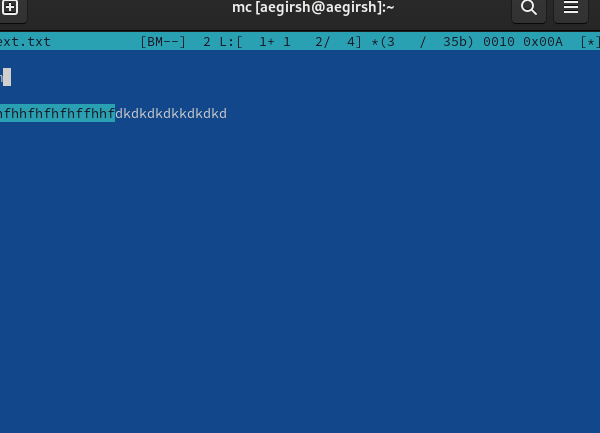 mc [aegirsh@aegirsh]:~
ext.txt [BM--] 2 L:[ 1+ 1 2/ 4] *(3 / 35b) 0010 0x00A [*]
hfhhfhfhfhffhhfdkdkdkdkkdkdkd